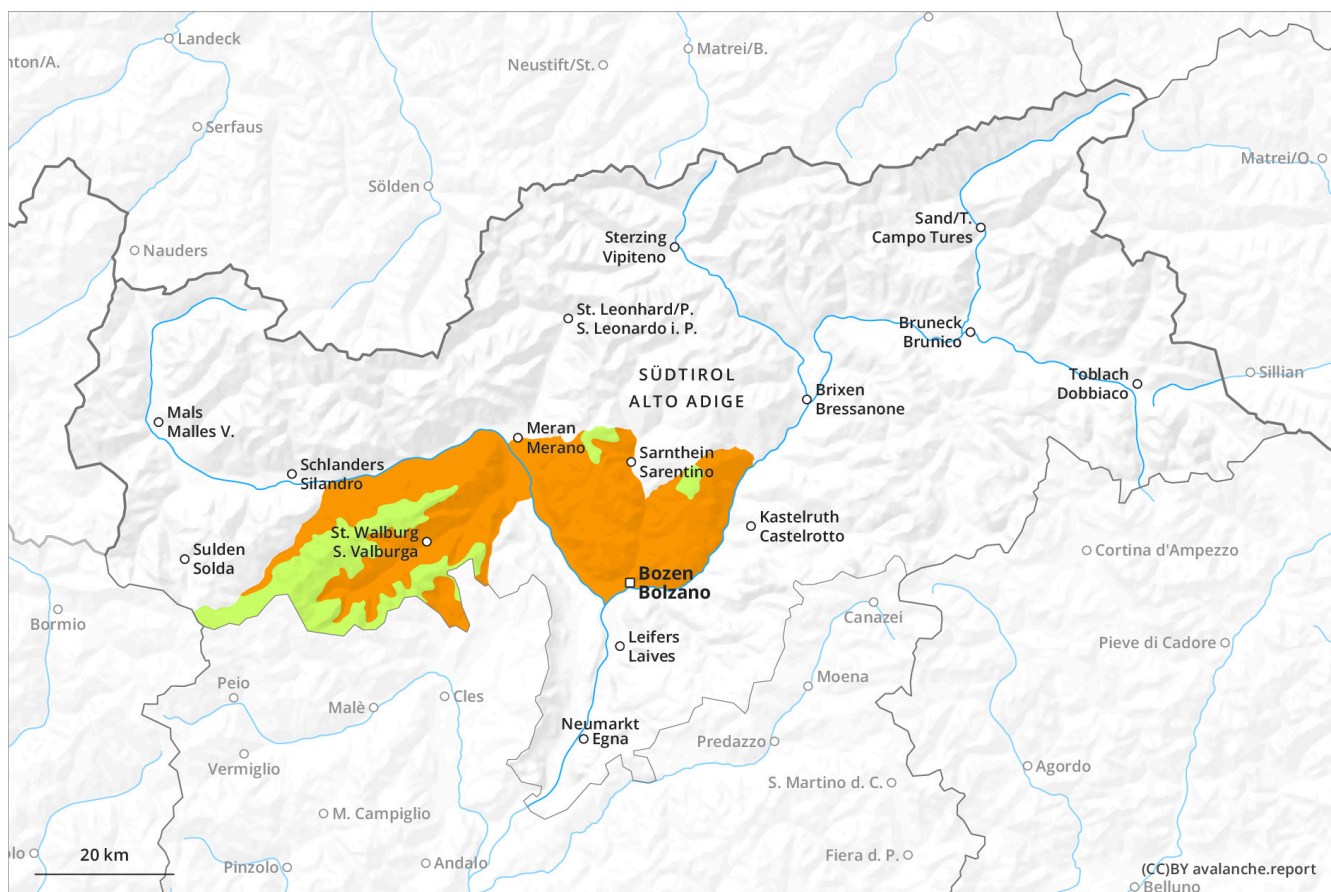 Landeck
nton/A.
Neustift/St.
Matrei/B.
Serfaus
Sölden
Matrei/O.
Nauders
Sterzing
Vipiteno
Sand/T.
Campo Tures
St. Leonhard/P.
S. Leonardo i. P.
Bruneck
Brunico
SÜDTIROL
ALTO ADIGE
Toblach
Dobbiaco
Sillian
Brixen
Bressanone
Mals
Malles V.
Meran
Merano
Sarnthein
Sarentino
Schlanders
Silandro
St. Walburg
S. Valburga
Kastelruth
Castelrotto
Sulden
Solda
Cortina d'Ampezzo
Bozen
Bolzano
Bormio
Canazei
Leifers
Laives
Pieve di Cadore
Peio
Malè
Cles
Moena
Neumarkt
Egna
Predazzo
Vermiglio
Agordo
S. Martino d. C.
M. Campiglio
olo
20 km
Pinzolo
Andalo
Fiera d. P.
(CC)BY avalanche.report
Belluno